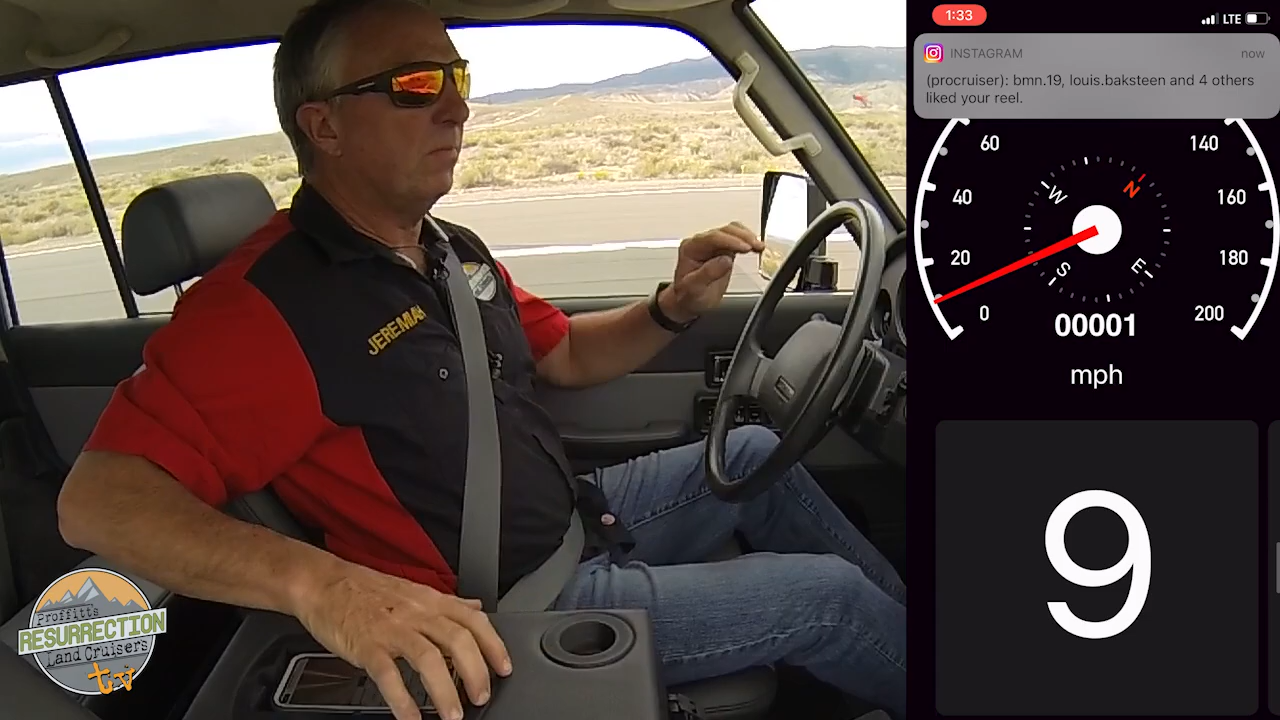 1:33
LTE
INSTAGRAM
now
(procruiser): bmn.19, louis.baksteen and 4 others
liked your reel.
60
140
40
160
20
180
0
200
W
N
S
E
00001
mph
9
JEREMIAH
Proffitt's
RESURRECTION
Land Cruisers
tv